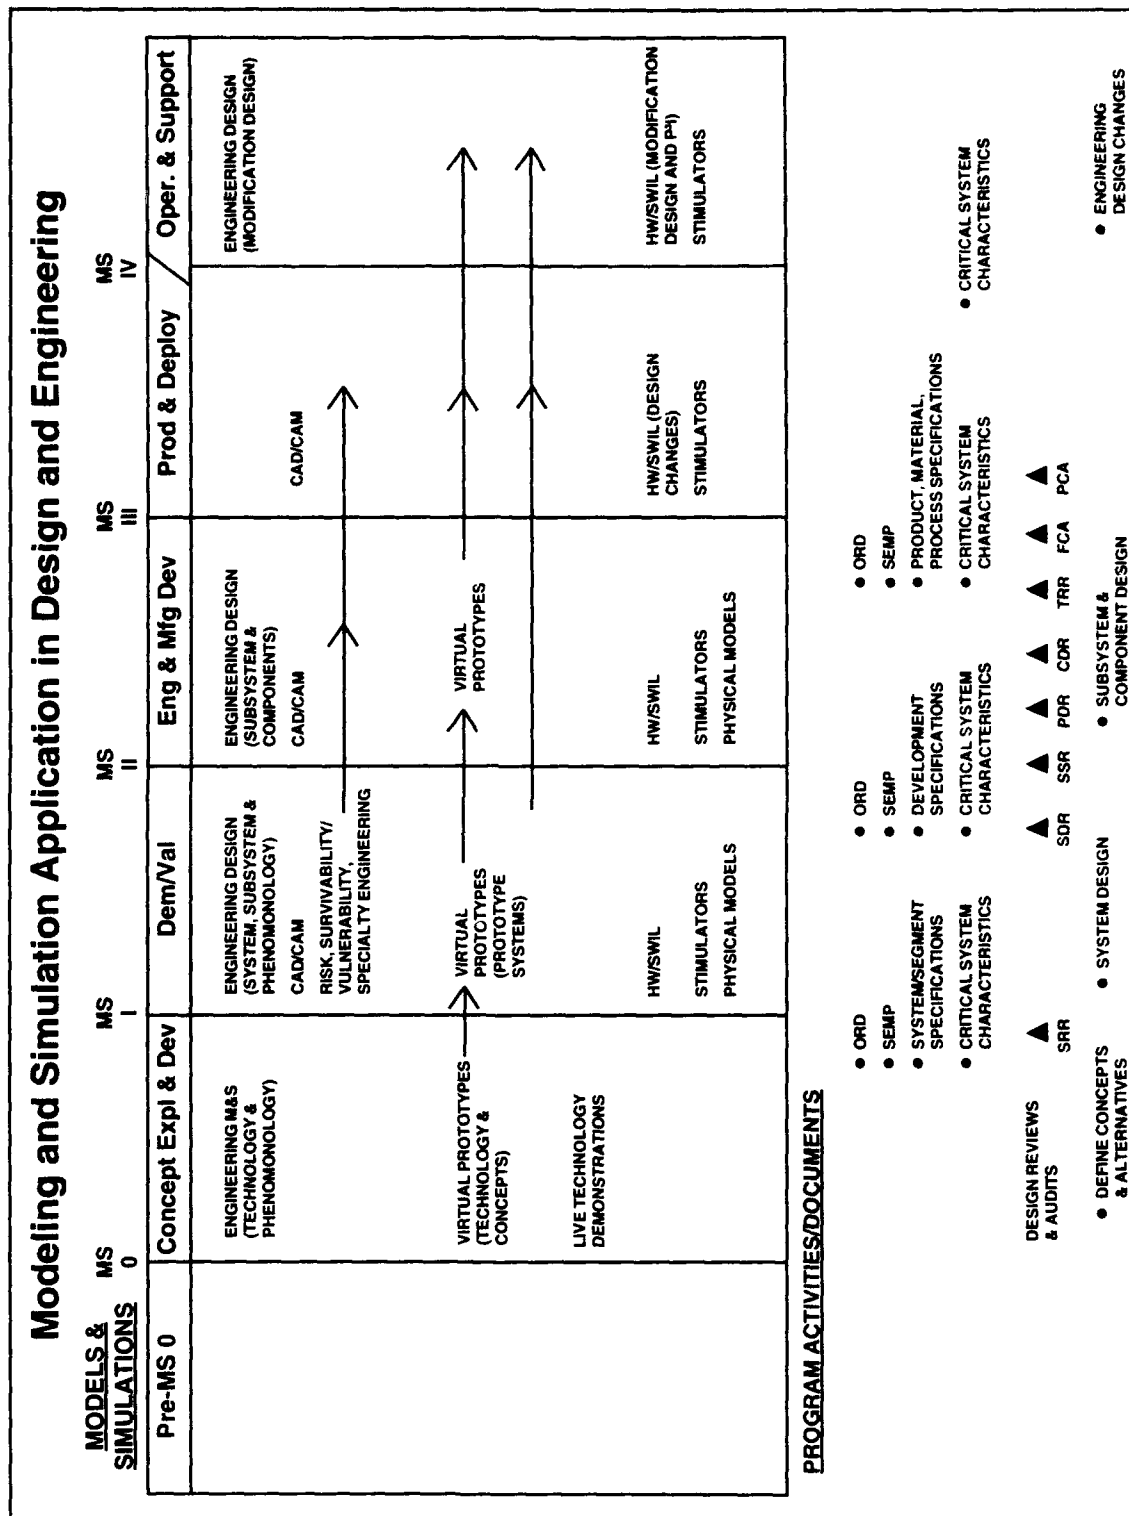 Modeling and Simulation Application in Design and Engineering
MODELS &
SIMULATIONS
MS
0
MS
I
MS
II
MS
III
MS
IV
Pre-MS 0
Concept Expl & Dev
Dem/Val
Eng & Mfg Dev
Prod & Deploy
Oper. & Support
ENGINEERING M&S
(TECHNOLOGY &
PHENOMONOLOGY)
VIRTUAL PROTOTYPES
(TECHNOLOGY &
CONCEPTS)
LIVE TECHNOLOGY
DEMONSTRATIONS
ENGINEERING DESIGN
(SYSTEM, SUBSYSTEM &
PHENOMONOLOGY)
CAD/CAM
RISK, SURVIVABILITY/
VULNERABILITY,
SPECIALTY ENGINEERING
VIRTUAL
PROTOTYPES
(PROTOTYPE
SYSTEMS)
HW/SWIL
STIMULATORS
PHYSICAL MODELS
ENGINEERING DESIGN
(SUBSYSTEM &
COMPONENTS)
CAD/CAM
VIRTUAL
PROTOTYPES
HW/SWIL
STIMULATORS
PHYSICAL MODELS
CAD/CAM
HW/SWIL (DESIGN
CHANGES)
STIMULATORS
ENGINEERING DESIGN
(MODIFICATION DESIGN)
HW/SWIL (MODIFICATION
DESIGN AND P³I)
STIMULATORS
PROGRAM ACTIVITIES/DOCUMENTS
● ORD
● SEMP
● SYSTEM/SEGMENT
SPECIFICATIONS
● CRITICAL SYSTEM
CHARACTERISTICS
● ORD
● SEMP
● DEVELOPMENT
SPECIFICATIONS
● CRITICAL SYSTEM
CHARACTERISTICS
● ORD
● SEMP
● PRODUCT, MATERIAL,
PROCESS SPECIFICATIONS
● CRITICAL SYSTEM
CHARACTERISTICS
● CRITICAL SYSTEM
CHARACTERISTICS
DESIGN REVIEWS
& AUDITS
SRR
SDR
SSR
PDR
CDR
TRR
FCA
PCA
● DEFINE CONCEPTS
& ALTERNATIVES
● SYSTEM DESIGN
● SUBSYSTEM &
COMPONENT DESIGN
● ENGINEERING
DESIGN CHANGES